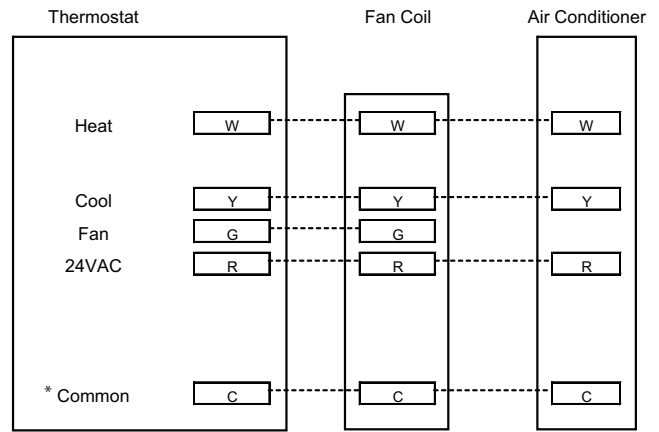 Thermostat Fan Coil Air Conditioner
Heat W W W
Cool Y Y Y
Fan G G
24VAC R R R
* Common C C C